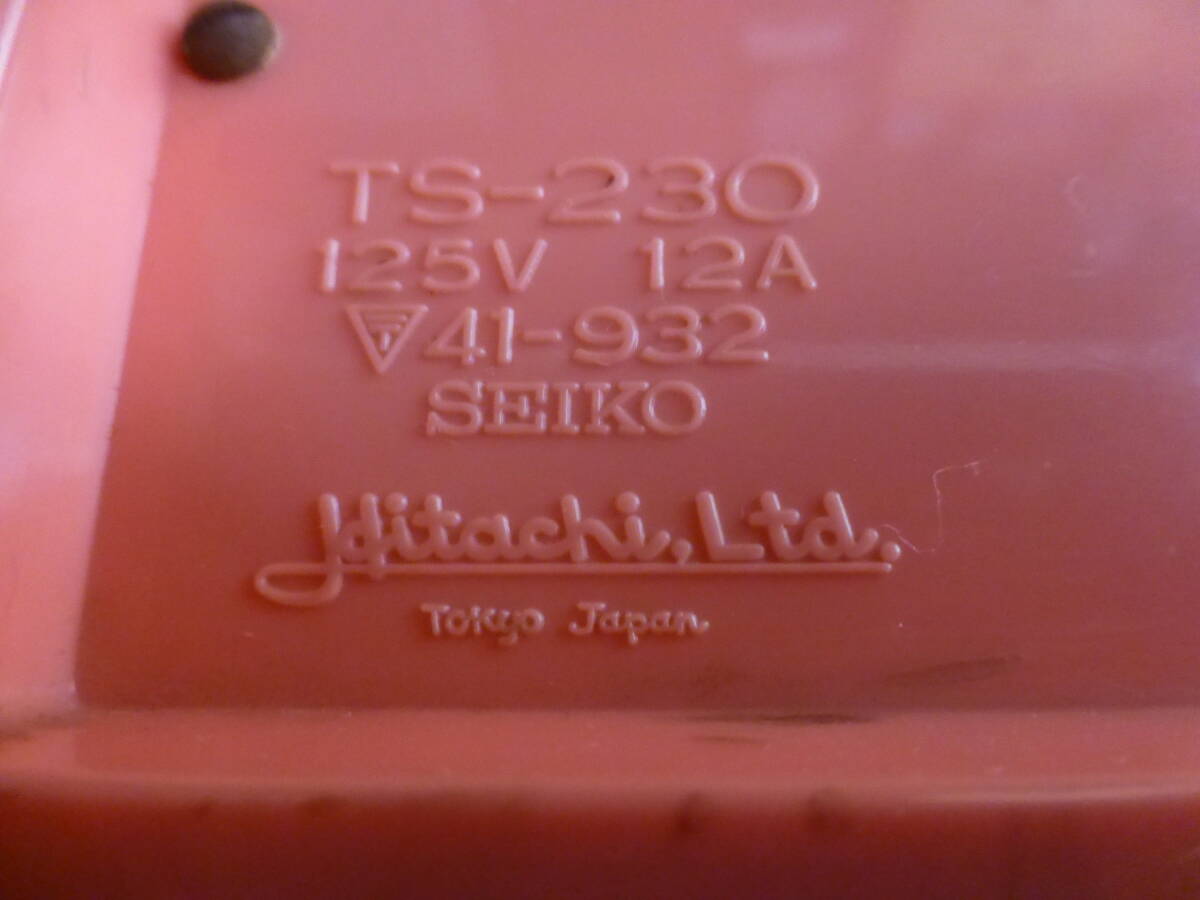 TS-230
125V 12A
41-932
SEIKO
Hitachi, Ltd.
Tokyo Japan